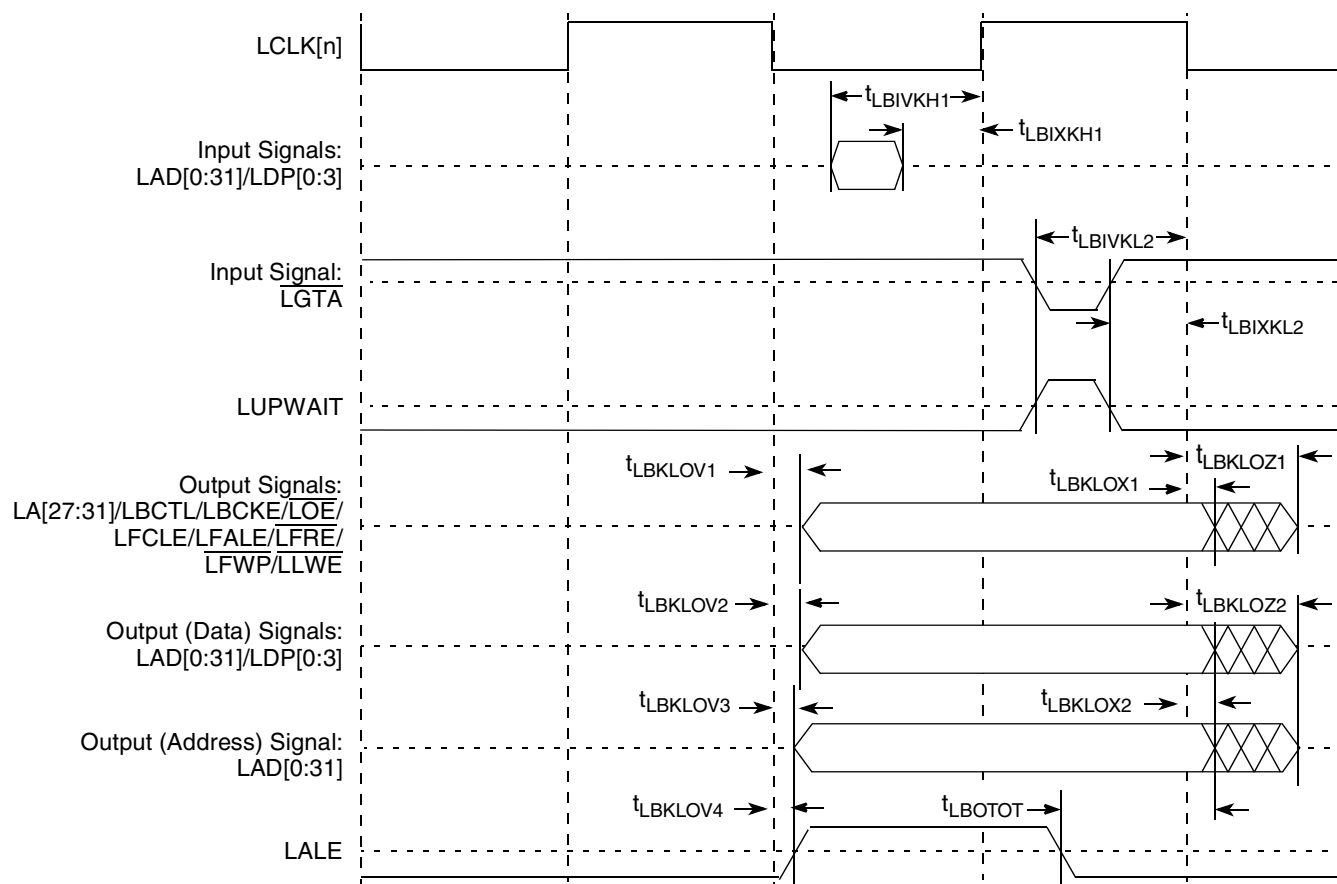 LCLK[n]
tLBIVKH1
tLBIXKH1
Input Signals:
LAD[0:31]/LDP[0:3]
tLBIVKL2
Input Signal:
LGTA
tLBIXKL2
LUPWAIT
tLBKLOV1
tLBKLOZ1
tLBKLOX1
Output Signals:
LA[27:31]/LBCTL/LBCKE/LOE/
LFCLE/LFALE/LFRE/
LFWP/LLWE
tLBKLOV2
tLBKLOZ2
Output (Data) Signals:
LAD[0:31]/LDP[0:3]
tLBKLOV3
tLBKLOX2
Output (Address) Signal:
LAD[0:31]
tLBKLOV4
tLBOTOT
LALE